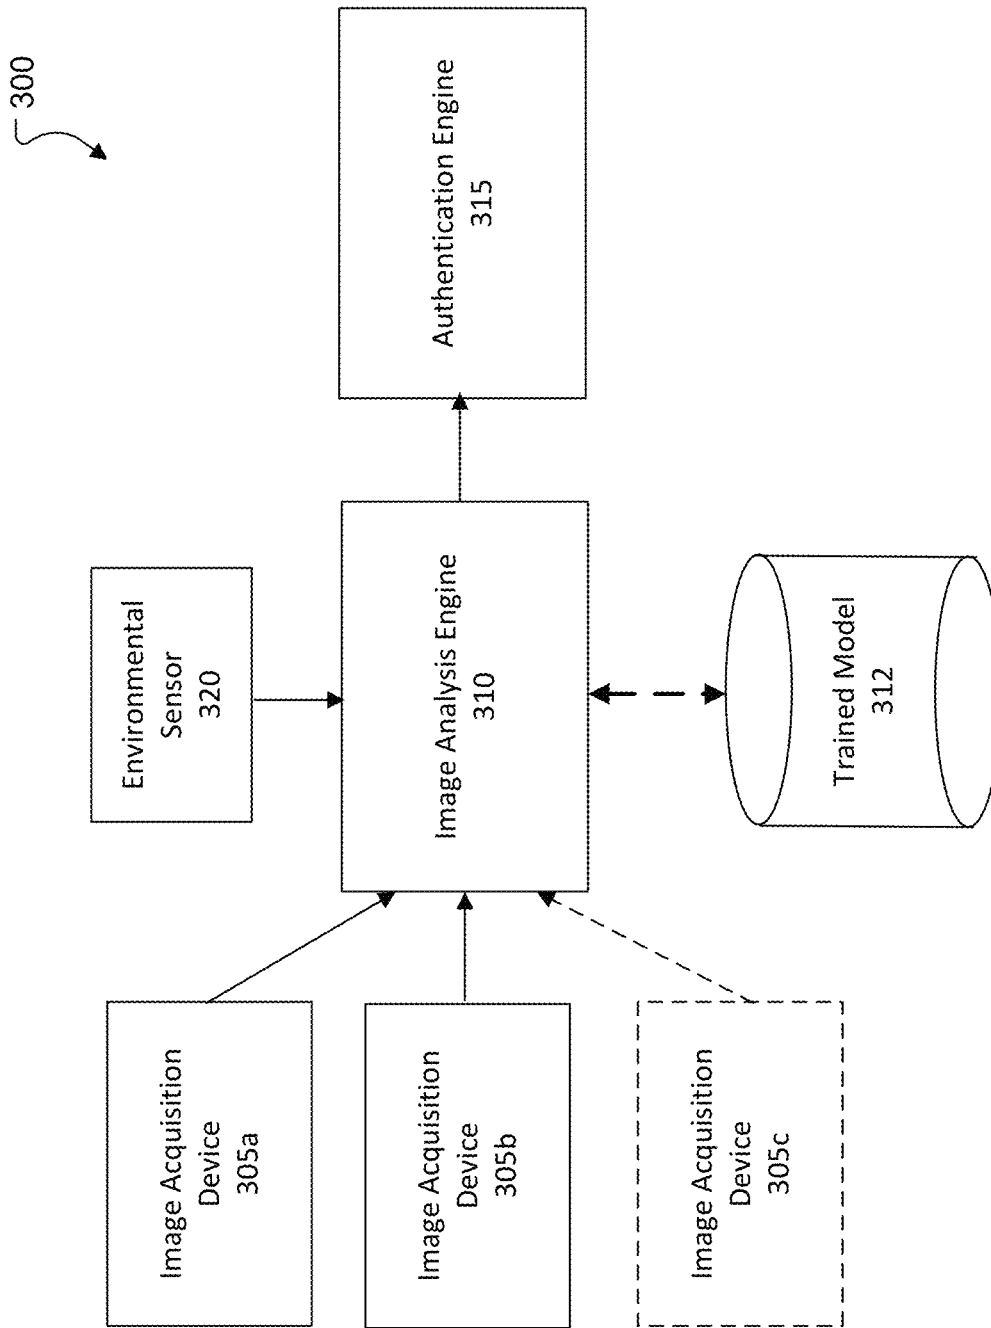 300
Environmental
Sensor
320
Image Acquisition
Device
305a
Image Acquisition
Device
305b
Image Acquisition
Device
305c
Image Analysis Engine
310
Authentication Engine
315
Trained Model
312